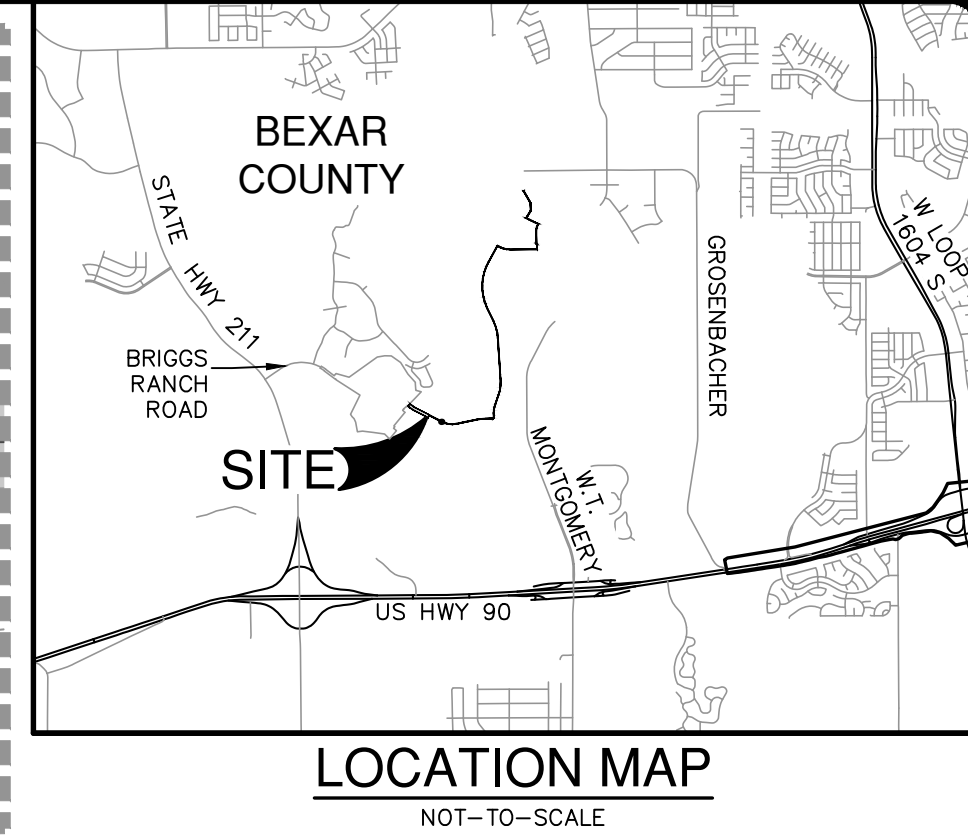 BEXAR
COUNTY
STATE HWY 211
W LOOP
1604 S
GROSENBACHER
BRIGGS
RANCH
ROAD
SITE
W.T.
MONTGOMERY
US HWY 90
LOCATION MAP
NOT-TO-SCALE